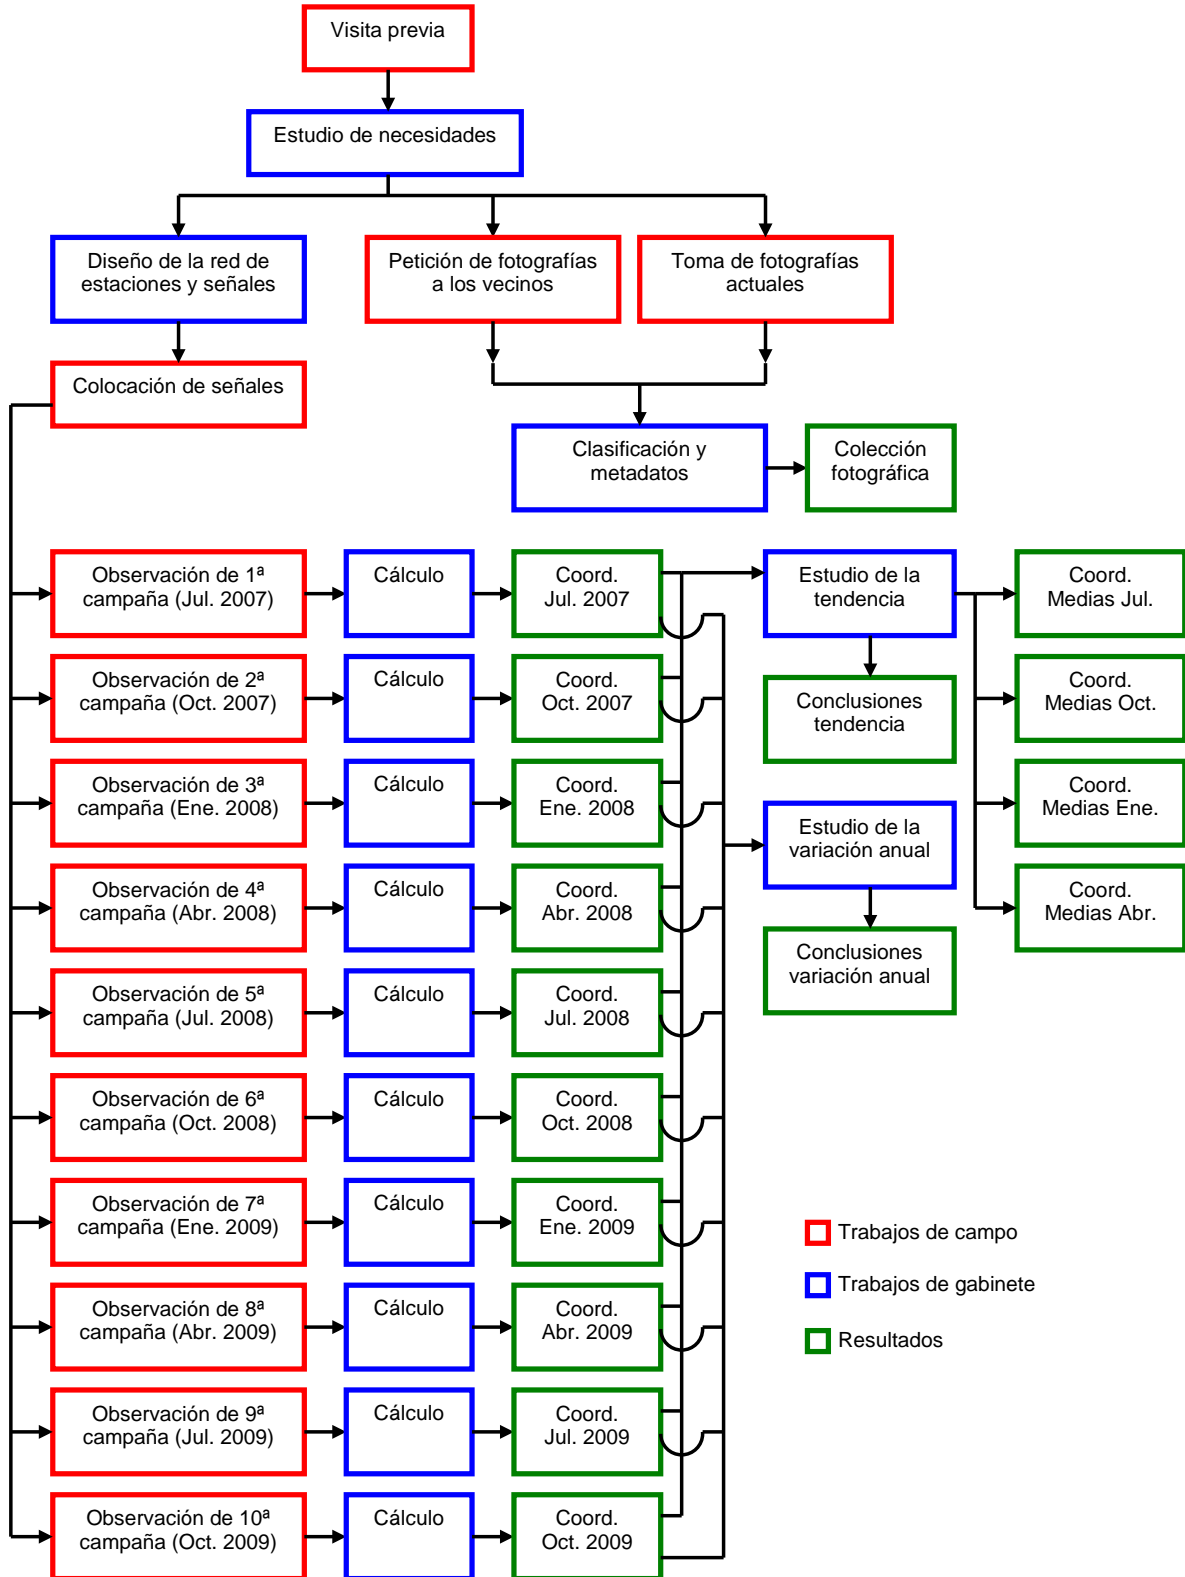 Visita previa
Estudio de necesidades
Diseño de la red de
estaciones y señales
Petición de fotografías
a los vecinos
Toma de fotografías
actuales
Colocación de señales
Clasificación y
metadatos
Colección
fotográfica
Observación de 1ª
campaña (Jul. 2007)
Cálculo
Coord.
Jul. 2007
Estudio de la
tendencia
Coord.
Medias Jul.
Observación de 2ª
campaña (Oct. 2007)
Cálculo
Coord.
Oct. 2007
Conclusiones
tendencia
Coord.
Medias Oct.
Observación de 3ª
campaña (Ene. 2008)
Cálculo
Coord.
Ene. 2008
Estudio de la
variación anual
Coord.
Medias Ene.
Observación de 4ª
campaña (Abr. 2008)
Cálculo
Coord.
Abr. 2008
Conclusiones
variación anual
Coord.
Medias Abr.
Observación de 5ª
campaña (Jul. 2008)
Cálculo
Coord.
Jul. 2008
Observación de 6ª
campaña (Oct. 2008)
Cálculo
Coord.
Oct. 2008
Observación de 7ª
campaña (Ene. 2009)
Cálculo
Coord.
Ene. 2009
Observación de 8ª
campaña (Abr. 2009)
Cálculo
Coord.
Abr. 2009
Observación de 9ª
campaña (Jul. 2009)
Cálculo
Coord.
Jul. 2009
Observación de 10ª
campaña (Oct. 2009)
Cálculo
Coord.
Oct. 2009
Trabajos de campo
Trabajos de gabinete
Resultados